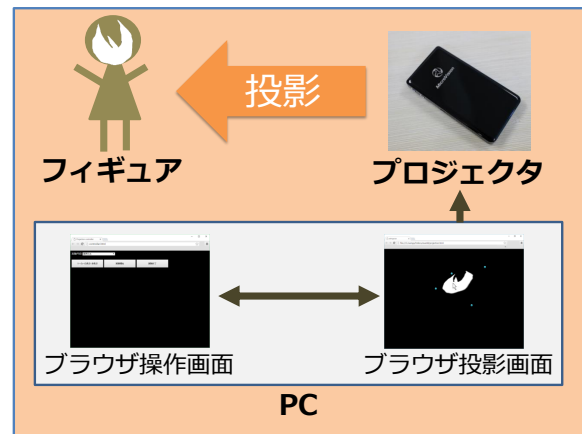 投影
フィギュア
プロジェクタ
ブラウザ操作画面
ブラウザ投影画面
PC